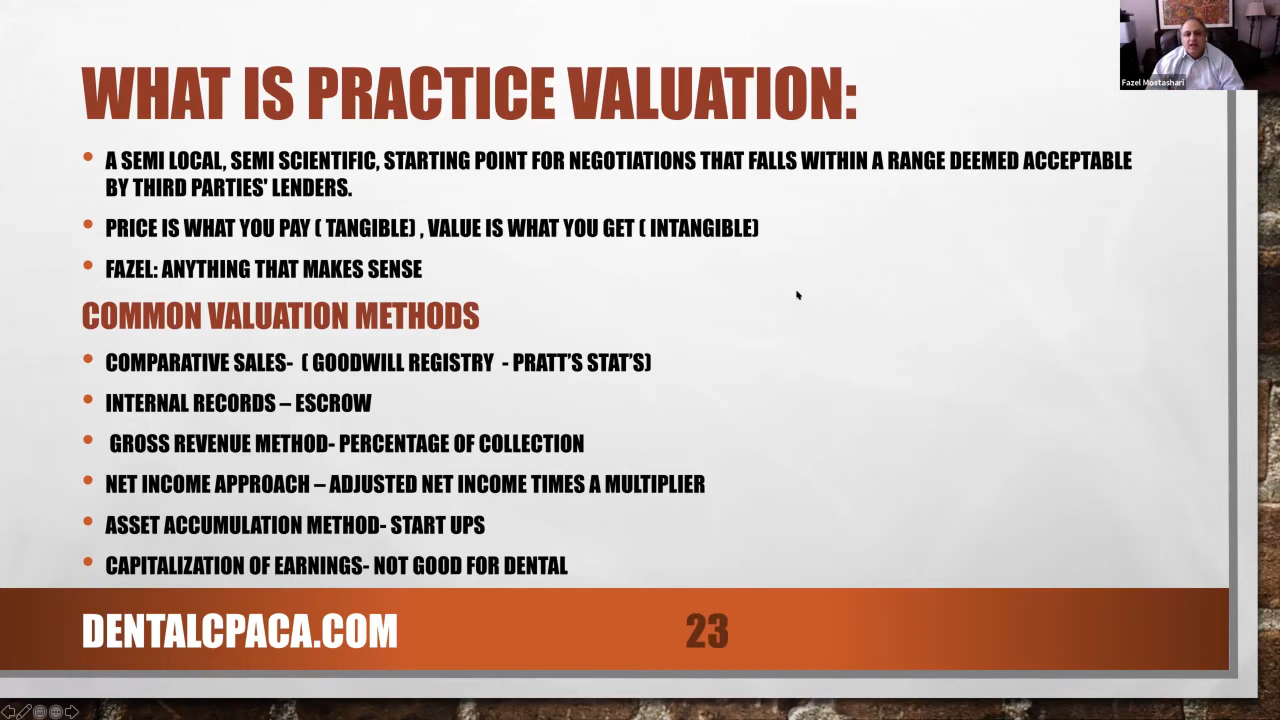 Fazel Mostashari
WHAT IS PRACTICE VALUATION:
• A SEMI LOCAL, SEMI SCIENTIFIC, STARTING POINT FOR NEGOTIATIONS THAT FALLS WITHIN A RANGE DEEMED ACCEPTABLE
BY THIRD PARTIES' LENDERS.
• PRICE IS WHAT YOU PAY ( TANGIBLE) , VALUE IS WHAT YOU GET ( INTANGIBLE)
• FAZEL: ANYTHING THAT MAKES SENSE
COMMON VALUATION METHODS
• COMPARATIVE SALES- ( GOODWILL REGISTRY - PRATT’S STAT’S)
• INTERNAL RECORDS – ESCROW
• GROSS REVENUE METHOD- PERCENTAGE OF COLLECTION
• NET INCOME APPROACH – ADJUSTED NET INCOME TIMES A MULTIPLIER
• ASSET ACCUMULATION METHOD- START UPS
• CAPITALIZATION OF EARNINGS- NOT GOOD FOR DENTAL
DENTALCPACA.COM
23